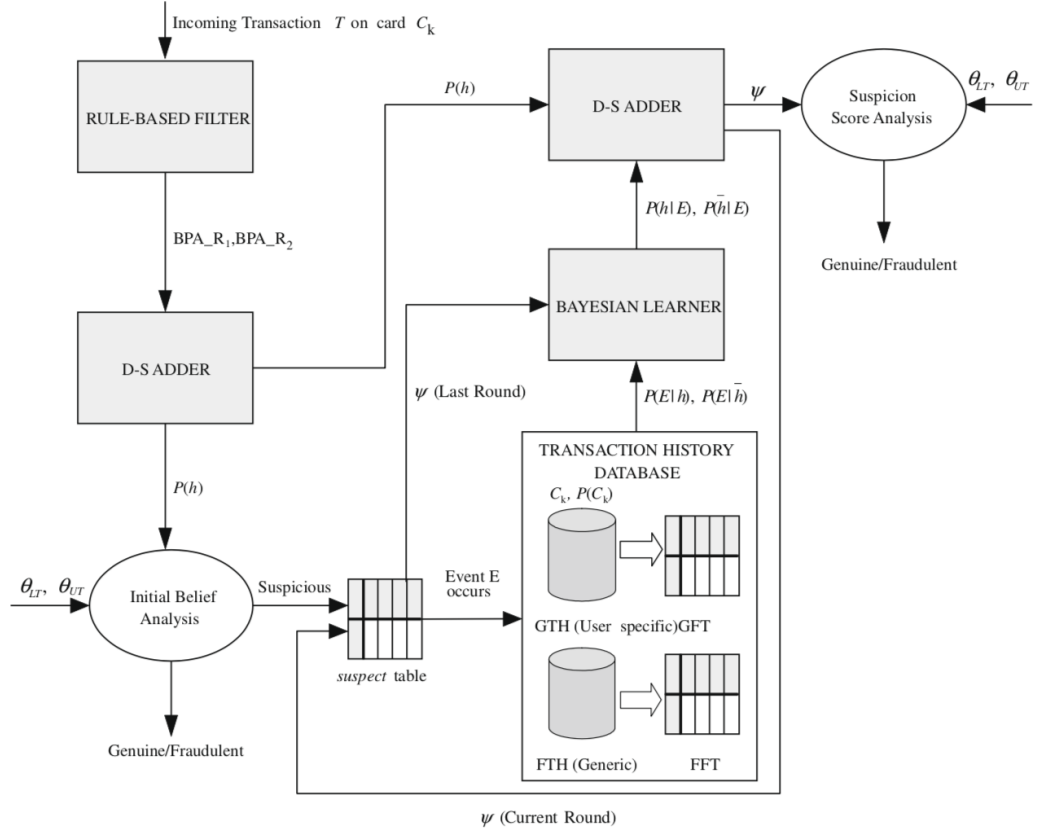 Incoming Transaction T on card Cₖ
RULE-BASED FILTER
BPA_R₁,BPA_R₂
D-S ADDER
P(h)
θ_LT, θ_UT
Initial Belief
Analysis
Genuine/Fraudulent
Suspicious
suspect table
P(h)
D-S ADDER
ψ
Suspicion
Score Analysis
θ_LT, θ_UT
Genuine/Fraudulent
P(h|E), P(h̄|E)
BAYESIAN LEARNER
ψ (Last Round)
P(E|h), P(E|h̄)
Event E
occurs
TRANSACTION HISTORY
DATABASE
Cₖ, P(Cₖ)
GTH (User specific)GFT
FTH (Generic) FFT
ψ (Current Round)